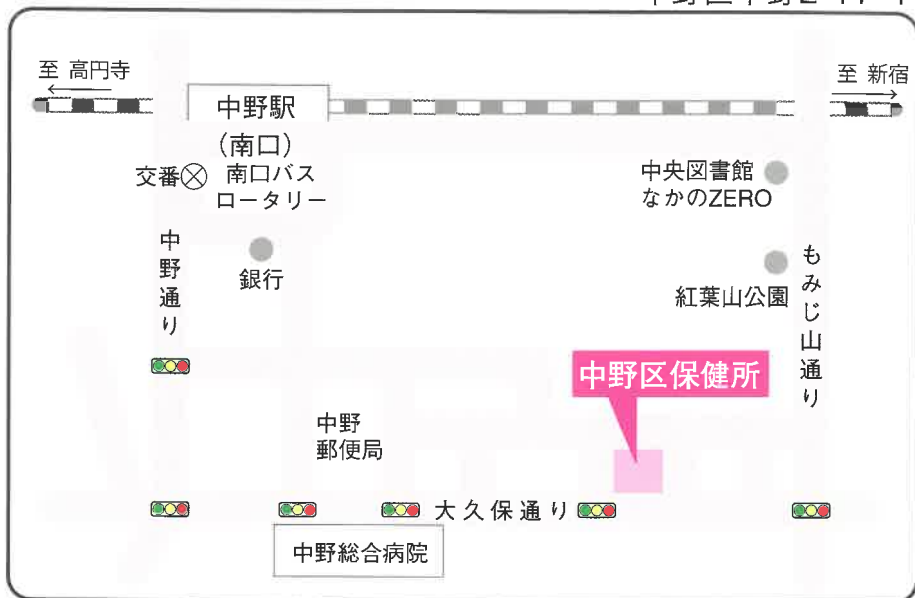 至 高円寺
至 新宿
中野駅
(南口)
交番
南口バス
ロータリー
中央図書館
なかのZERO
中野通り
銀行
紅葉山公園
もみじ山通り
中野区保健所
中野
郵便局
大久保通り
中野総合病院